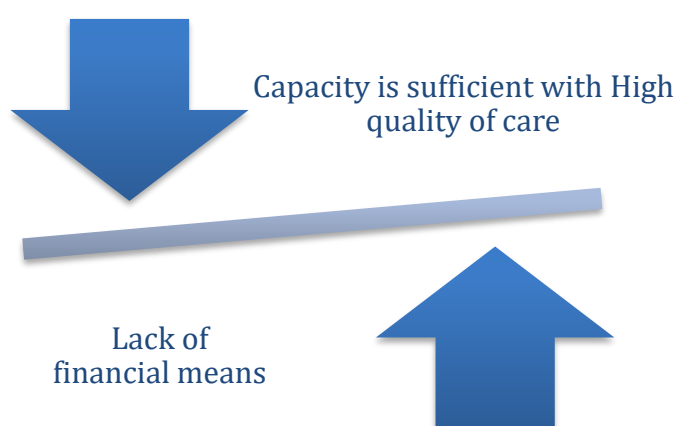 Capacity is sufficient with High
quality of care
Lack of
financial means